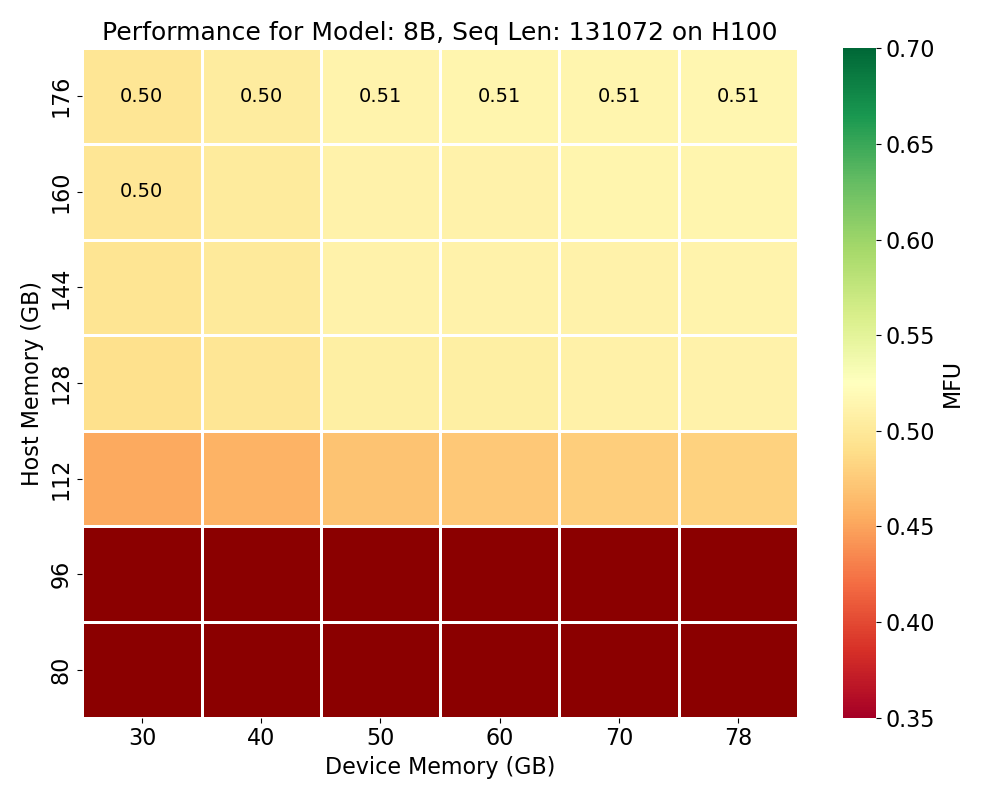 Performance for Model: 8B, Seq Len: 131072 on H100
0.50 0.50 0.51 0.51 0.51 0.51
0.50
176
160
144
128
112
96
80
Host Memory (GB)
30 40 50 60 70 78
Device Memory (GB)
0.70
0.65
0.60
0.55
0.50
0.45
0.40
0.35
MFU